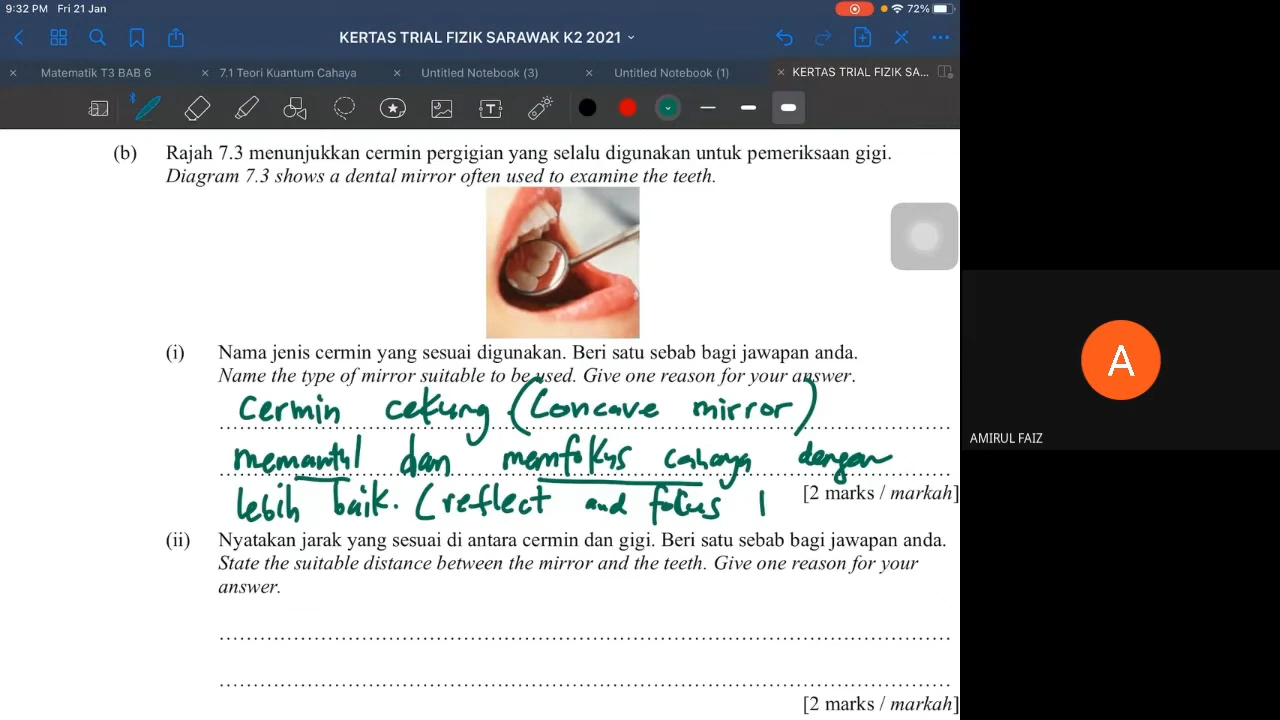 9:32 PM Fri 21 Jan
72%
KERTAS TRIAL FIZIK SARAWAK K2 2021
Matematik T3 BAB 6
7.1 Teori Kuantum Cahaya
Untitled Notebook (3)
Untitled Notebook (1)
KERTAS TRIAL FIZIK SA...
(b) Rajah 7.3 menunjukkan cermin pergigian yang selalu digunakan untuk pemeriksaan gigi.
Diagram 7.3 shows a dental mirror often used to examine the teeth.
(i) Nama jenis cermin yang sesuai digunakan. Beri satu sebab bagi jawapan anda.
Name the type of mirror suitable to be used. Give one reason for your answer.
Cermin cekung (Concave mirror)
memantul dan memfokus cahaya dengan
lebih baik. (reflect and focus l
[2 marks / markah]
(ii) Nyatakan jarak yang sesuai di antara cermin dan gigi. Beri satu sebab bagi jawapan anda.
State the suitable distance between the mirror and the teeth. Give one reason for your
answer.
[2 marks / markah]
A
AMIRUL FAIZ